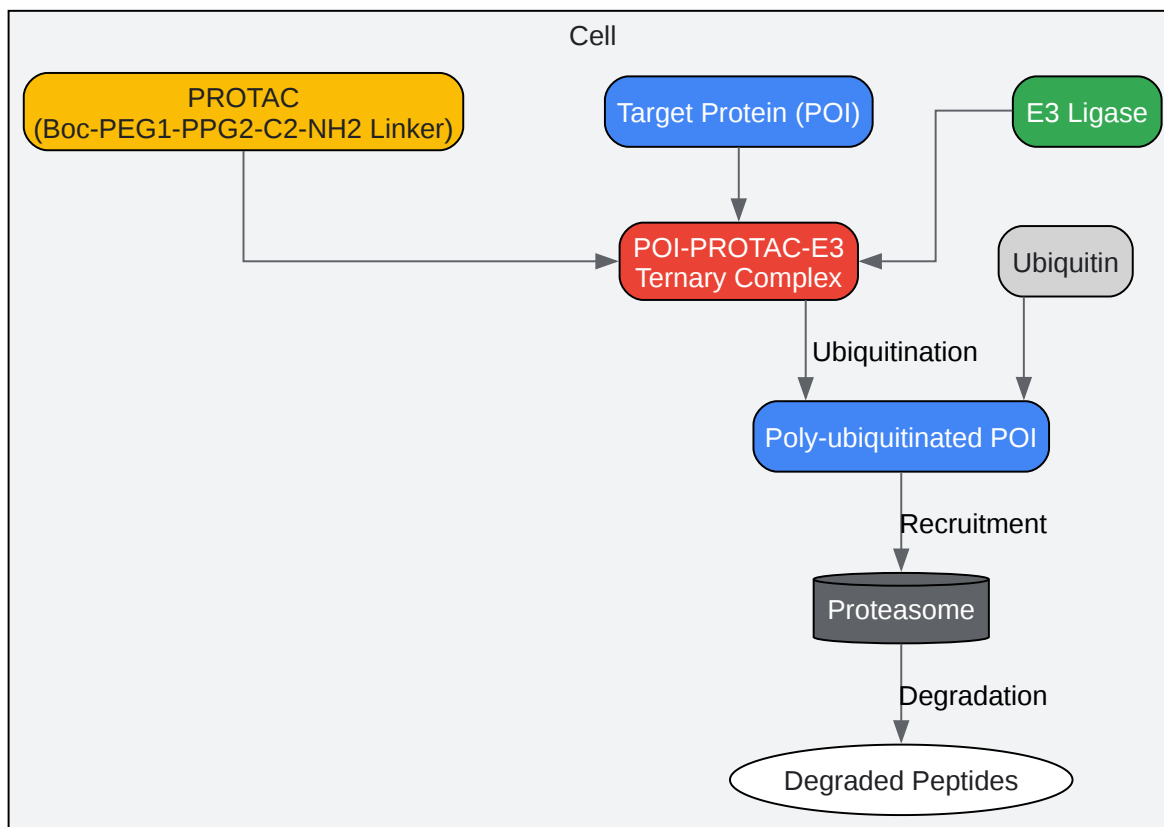 Cell
PROTAC
(Boc-PEG1-PPG2-C2-NH2 Linker)
Target Protein (POI)
E3 Ligase
POI-PROTAC-E3
Ternary Complex
Ubiquitin
Ubiquitination
Poly-ubiquitinated POI
Recruitment
Proteasome
Degradation
Degraded Peptides